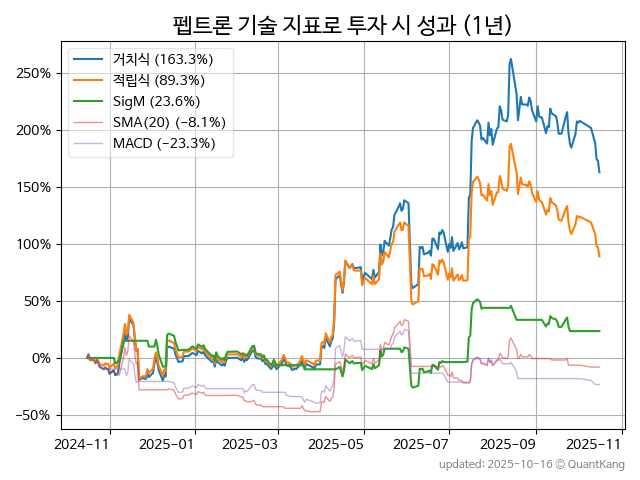 펩트론 기술 지표로 투자 시 성과 (1년)
거치식 (163.3%)
적립식 (89.3%)
SigM (23.6%)
SMA(20) (−8.1%)
MACD (−23.3%)
250%
200%
150%
100%
50%
0%
−50%
2024-11
2025-01
2025-03
2025-05
2025-07
2025-09
2025-11
updated: 2025-10-16 © QuantKang